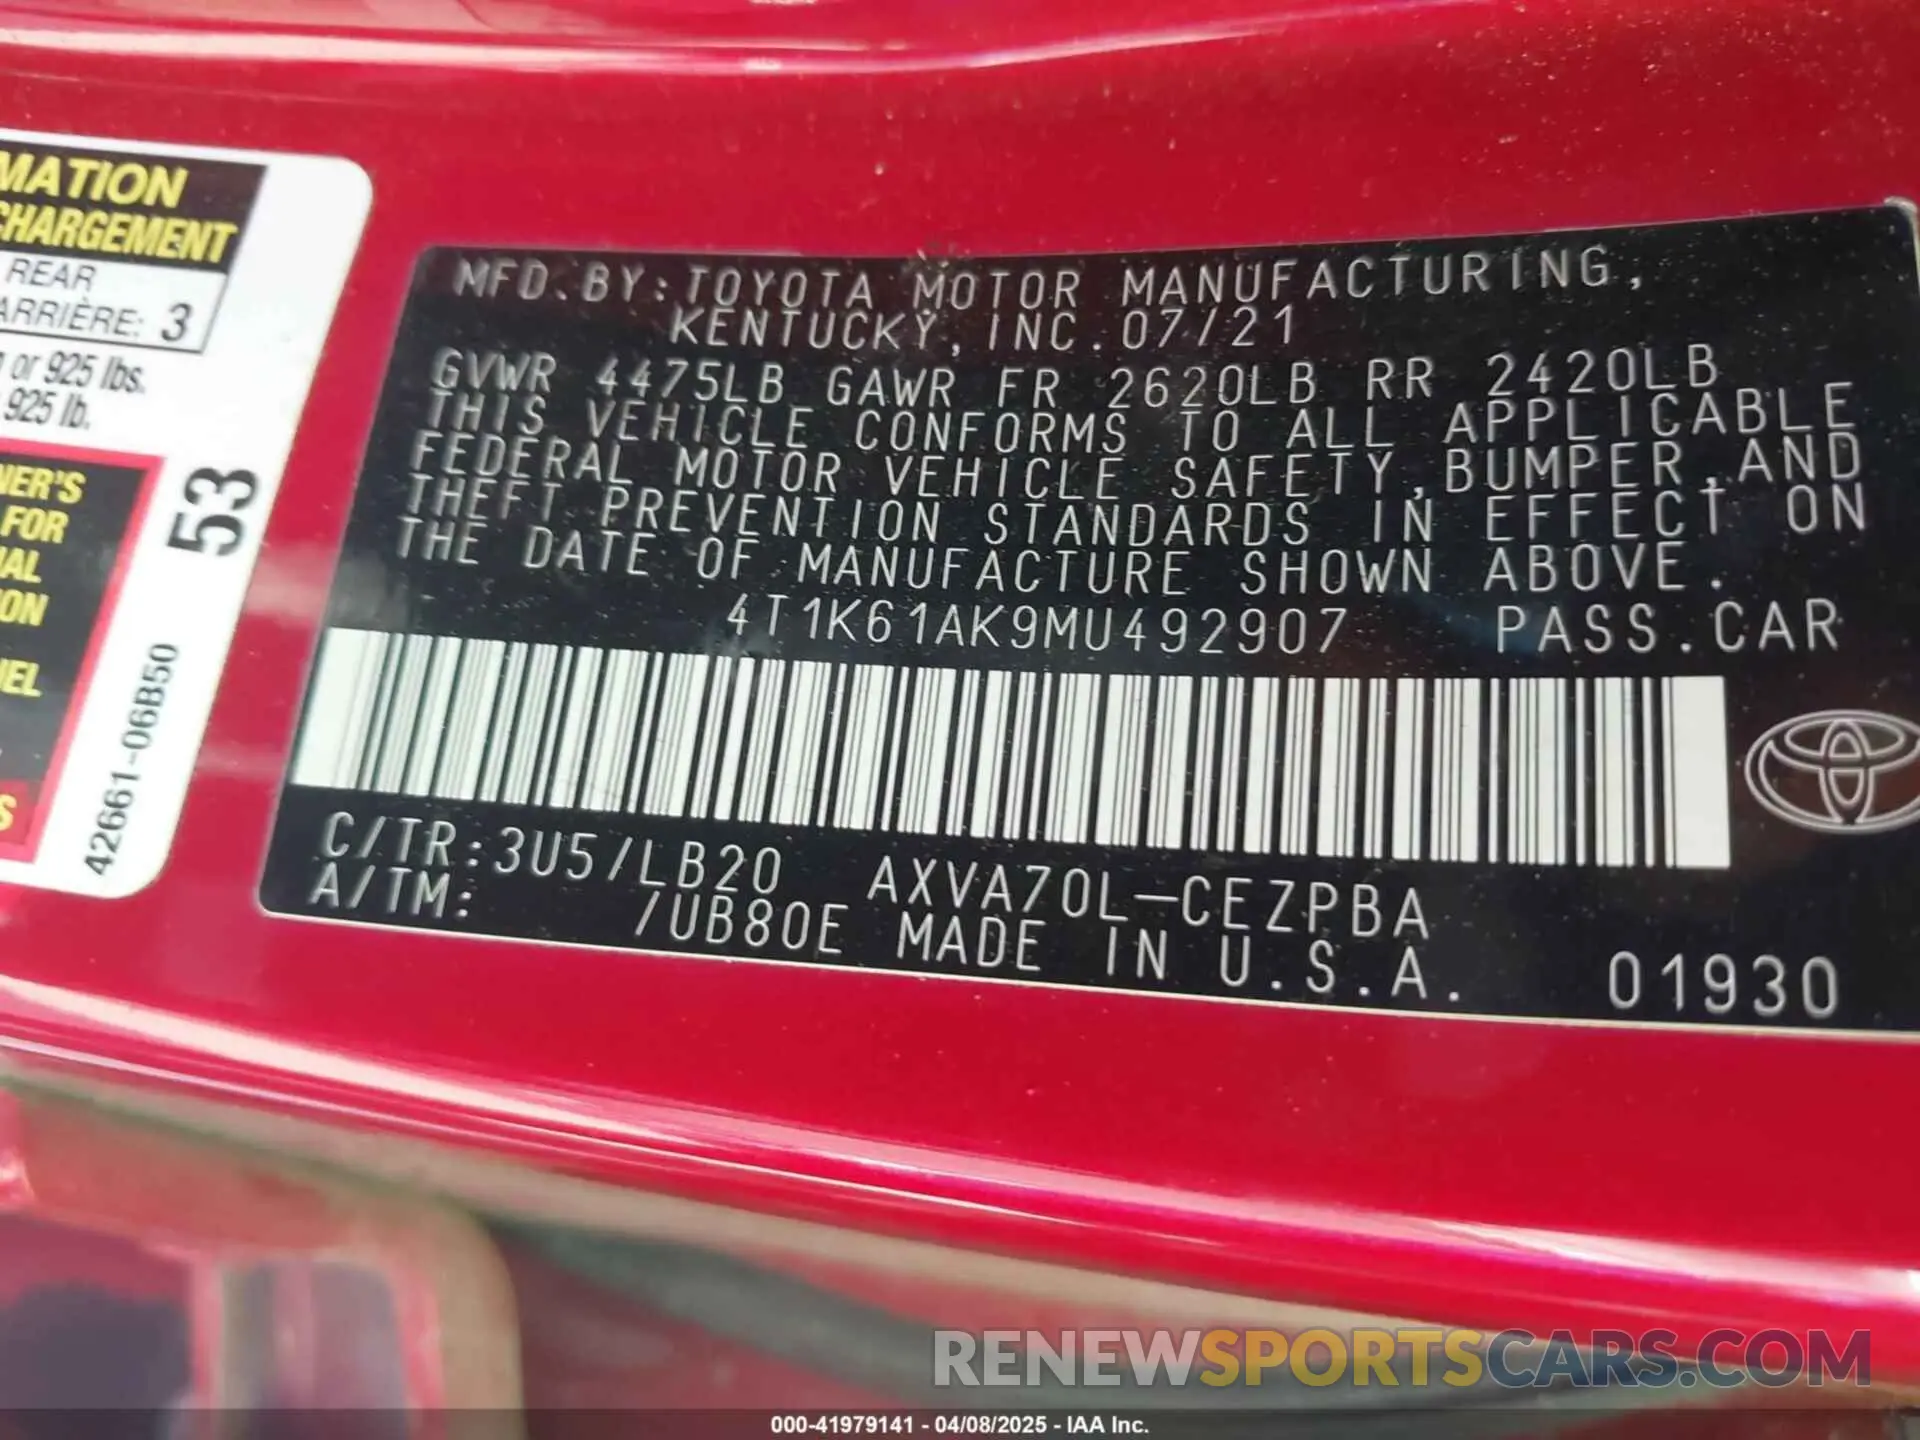 MATION
CHARGEMENT
REAR
ARRIÈRE: 3
or 925 lbs.
925 lb.
NER'S
FOR
ON
53
42661-06B50
MFD. BY: TOYOTA MOTOR MANUFACTURING,
KENTUCKY, INC. 07/21
GVWR 4475LB GAWR FR 2620LB RR 2420LB
THIS VEHICLE CONFORMS TO ALL APPLICABLE
FEDERAL MOTOR VEHICLE SAFETY, BUMPER, AND
THEFT PREVENTION STANDARDS IN EFFECT ON
THE DATE OF MANUFACTURE SHOWN ABOVE.
4T1K61AK9MU492907 PASS. CAR
C/TR: 3U5/LB20 AXVA70L-CEZPBA
A/TM: /UB80E MADE IN U.S.A. 01930
RENEWSPORTSCARS.COM
000-41979141 - 04/08/2025 - IAA Inc.